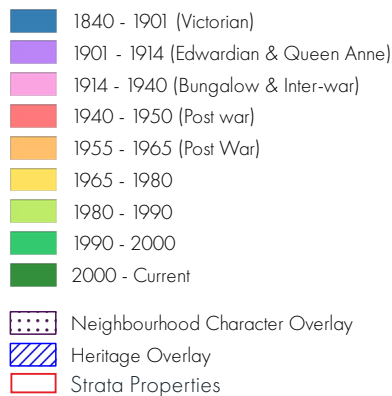 1840 - 1901 (Victorian)
1901 - 1914 (Edwardian & Queen Anne)
1914 - 1940 (Bungalow & Inter-war)
1940 - 1950 (Post war)
1955 - 1965 (Post War)
1965 - 1980
1980 - 1990
1990 - 2000
2000 - Current
Neighbourhood Character Overlay
Heritage Overlay
Strata Properties